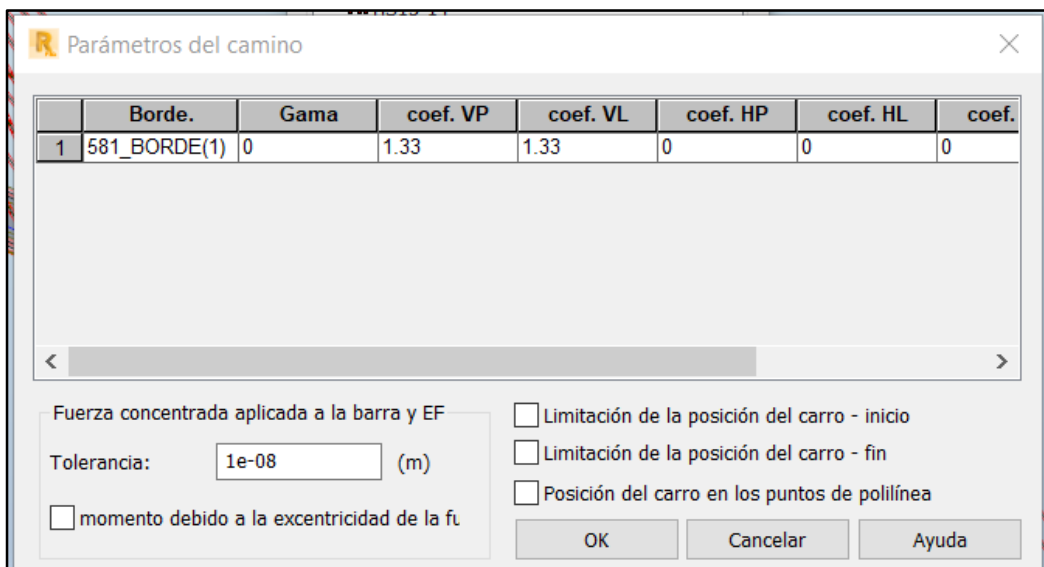 Parámetros del camino
Borde. Gama coef. VP coef. VL coef. HP coef. HL coef.
1 581_BORDE(1) 0 1.33 1.33 0 0 0
Fuerza concentrada aplicada a la barra y EF
Tolerancia: 1e-08 (m)
momento debido a la excentricidad de la fu
Limitación de la posición del carro - inicio
Limitación de la posición del carro - fin
Posición del carro en los puntos de polilínea
OK Cancelar Ayuda